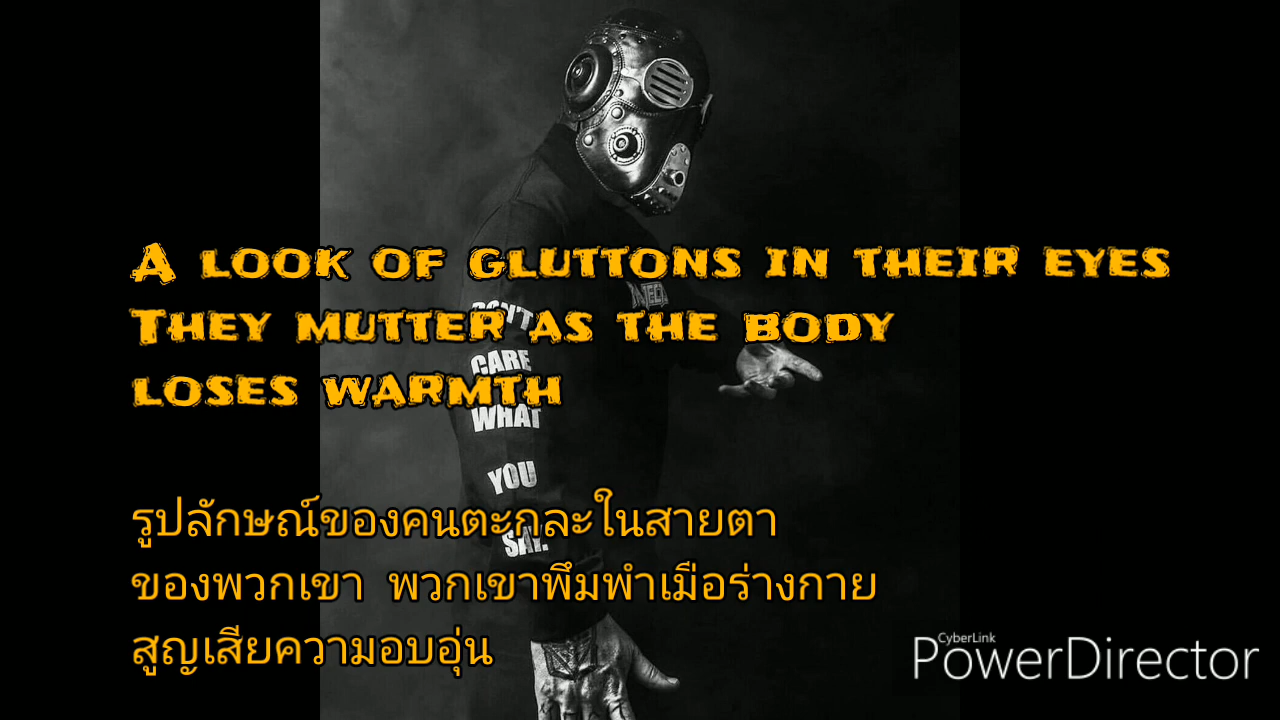 A LOOK OF GLUTTONS IN THEIR EYES
THEY MUTTER AS THE BODY
LOSES WARMTH
DON'T
CARE
WHAT
YOU
SAY.
รูปลักษณ์ของคนตะกละในสายตา
ของพวกเขา พวกเขาพึมพำเมื่อร่างกาย
สูญเสียความอบอุ่น
CyberLink
PowerDirector